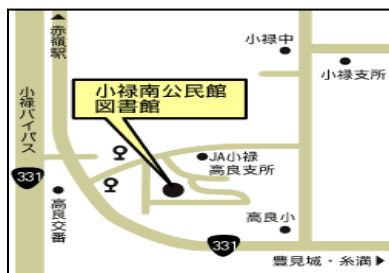 ▲赤嶺駅
小禄中
小禄支所
小禄南公民館
図書館
小禄バイパス
JA小禄
高良支所
331
高良交番
高良小
331
豊見城・糸満▶